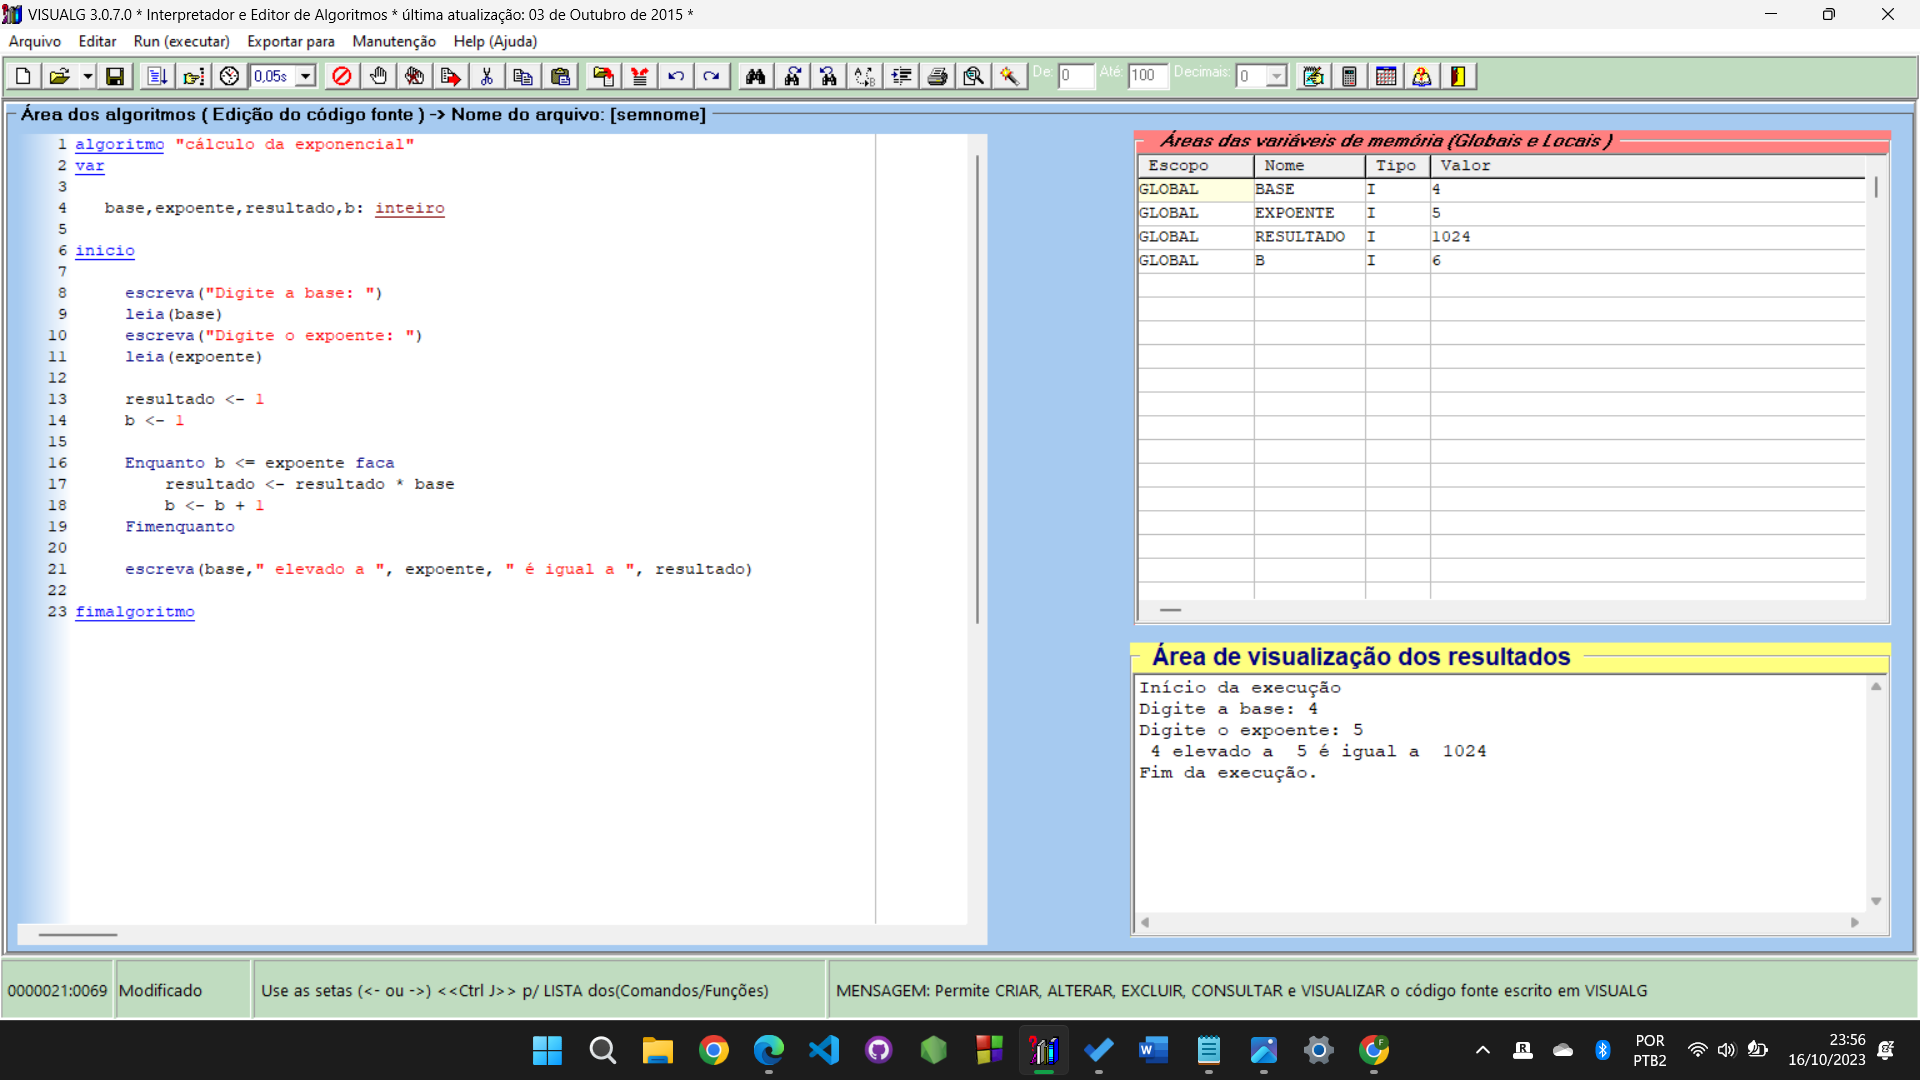 VISUALG 3.0.7.0 * Interpretador e Editor de Algoritmos * última atualização: 03 de Outubro de 2015 *
Arquivo Editar Run (executar) Exportar para Manutenção Help (Ajuda)
0,05s De: 0 Até: 100 Decimais: 0
Área dos algoritmos ( Edição do código fonte ) -> Nome do arquivo: [semnome]
1 algoritmo "cálculo da exponencial"
2 var
3
4 base,expoente,resultado,b: inteiro
5
6 inicio
7
8 escreva("Digite a base: ")
9 leia(base)
10 escreva("Digite o expoente: ")
11 leia(expoente)
12
13 resultado <- 1
14 b <- 1
15
16 Enquanto b <= expoente faca
17 resultado <- resultado * base
18 b <- b + 1
19 Fimenquanto
20
21 escreva(base," elevado a ", expoente, " é igual a ", resultado)
22
23 fimalgoritmo
Áreas das variáveis de memória (Globais e Locais )
Escopo Nome Tipo Valor
GLOBAL BASE I 4
GLOBAL EXPOENTE I 5
GLOBAL RESULTADO I 1024
GLOBAL B I 6
Área de visualização dos resultados
Início da execução
Digite a base: 4
Digite o expoente: 5
4 elevado a  5 é igual a  1024
Fim da execução.
0000021:0069 Modificado Use as setas (<- ou ->) <<Ctrl J>> p/ LISTA dos(Comandos/Funções) MENSAGEM: Permite CRIAR, ALTERAR, EXCLUIR, CONSULTAR e VISUALIZAR o código fonte escrito em VISUALG
POR
PTB2
23:56
16/10/2023